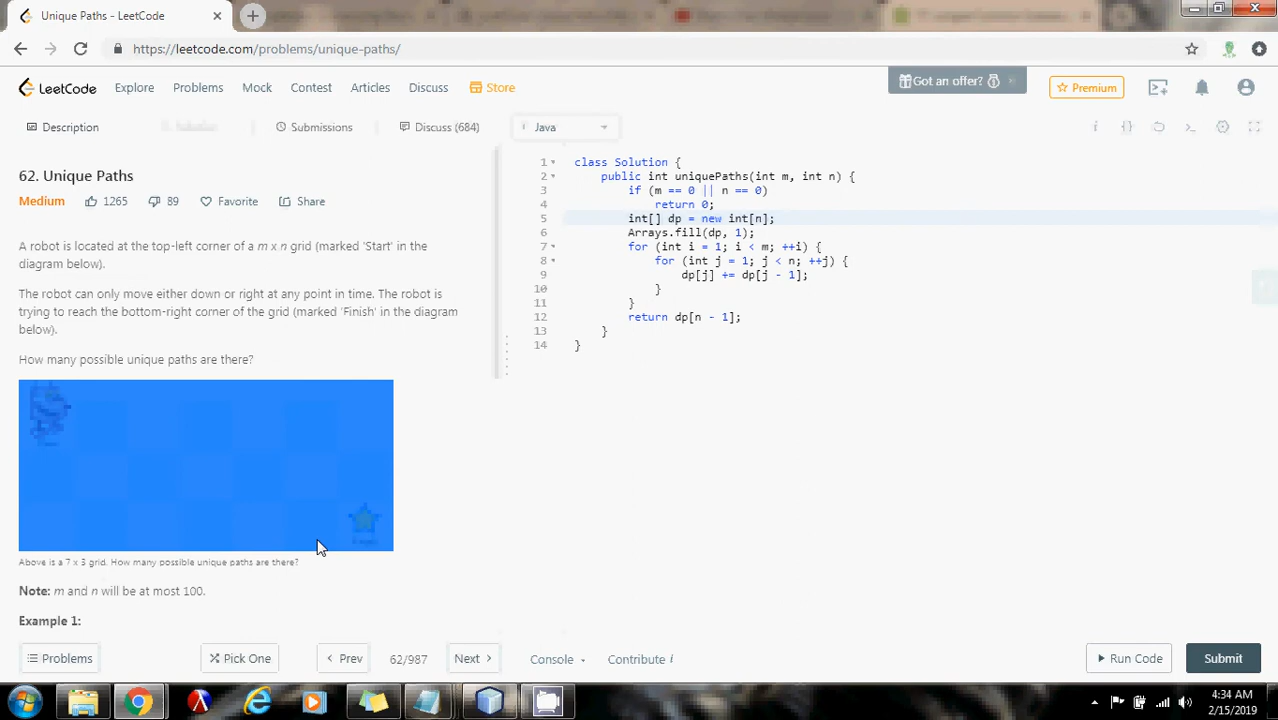 Unique Paths - LeetCode
https://leetcode.com/problems/unique-paths/
LeetCode Explore Problems Mock Contest Articles Discuss Store Got an offer? Premium
Description Submissions Discuss (684) Java
62. Unique Paths
Medium 1265 89 Favorite Share
A robot is located at the top-left corner of a m x n grid (marked 'Start' in the
diagram below).
The robot can only move either down or right at any point in time. The robot is
trying to reach the bottom-right corner of the grid (marked 'Finish' in the diagram
below).
How many possible unique paths are there?
Above is a 7 x 3 grid. How many possible unique paths are there?
Note: m and n will be at most 100.
Example 1:
1 class Solution {
2 public int uniquePaths(int m, int n) {
3 if (m == 0 || n == 0)
4 return 0;
5 int[] dp = new int[n];
6 Arrays.fill(dp, 1);
7 for (int i = 1; i < m; ++i) {
8 for (int j = 1; j < n; ++j) {
9 dp[j] += dp[j - 1];
10 }
11 }
12 return dp[n - 1];
13 }
14 }
Problems Pick One Prev 62/987 Next Console Contribute i Run Code Submit
4:34 AM
2/15/2019